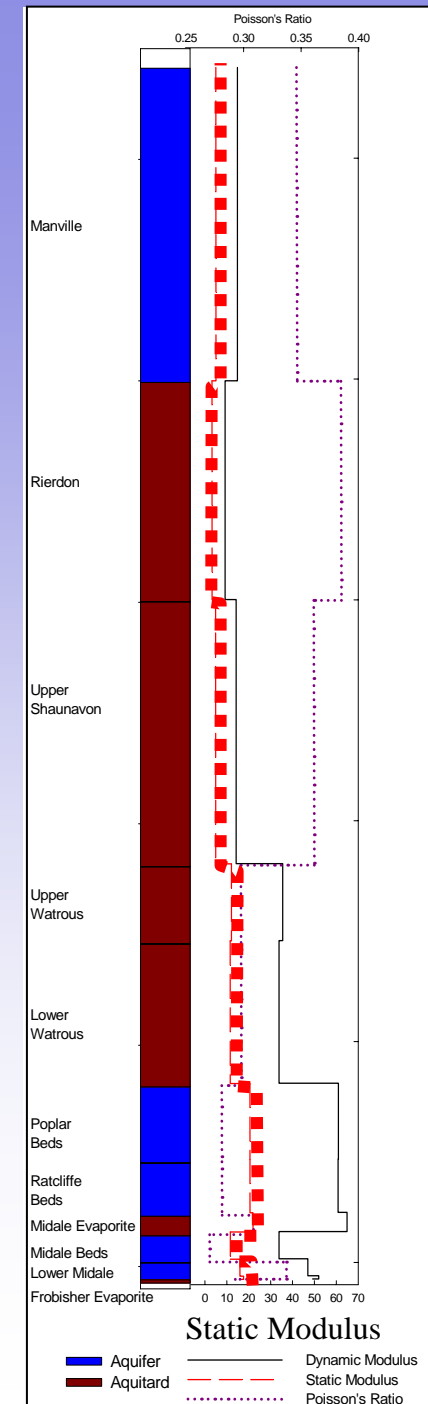 Poisson's Ratio
0.25 0.30 0.35 0.40
Manville
Rierdon
Upper
Shaunavon
Upper
Watrous
Lower
Watrous
Poplar
Beds
Ratcliffe
Beds
Midale Evaporite
Midale Beds
Lower Midale
Frobisher Evaporite
0 10 20 30 40 50 60 70
Static Modulus
Aquifer
Aquitard
Dynamic Modulus
Static Modulus
Poisson's Ratio